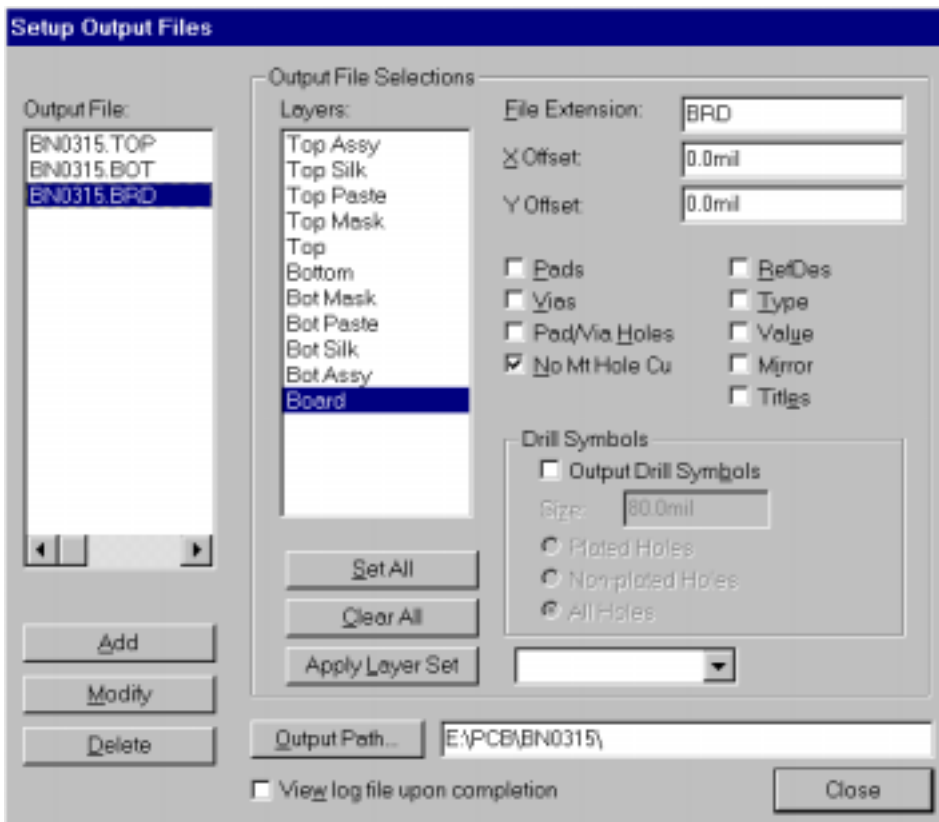 Setup Output Files
Output File:
BN0315.TOP
BN0315.BOT
BN0315.BRD
Add
Modify
Delete
Output File Selections
Layers:
Top Assy
Top Silk
Top Paste
Top Mask
Top
Bottom
Bot Mask
Bot Paste
Bot Silk
Bot Assy
Board
Set All
Clear All
Apply Layer Set
File Extension: BRD
X Offset: 0.0mil
Y Offset: 0.0mil
Pads
Vias
Pad/Via Holes
No Mt Hole Cu
RefDes
Type
Value
Mirror
Titles
Drill Symbols
Output Drill Symbols
Size: 80.0mil
Plated Holes
Non-plated Holes
All Holes
Output Path... E:\PCB\BN0315\
View log file upon completion
Close